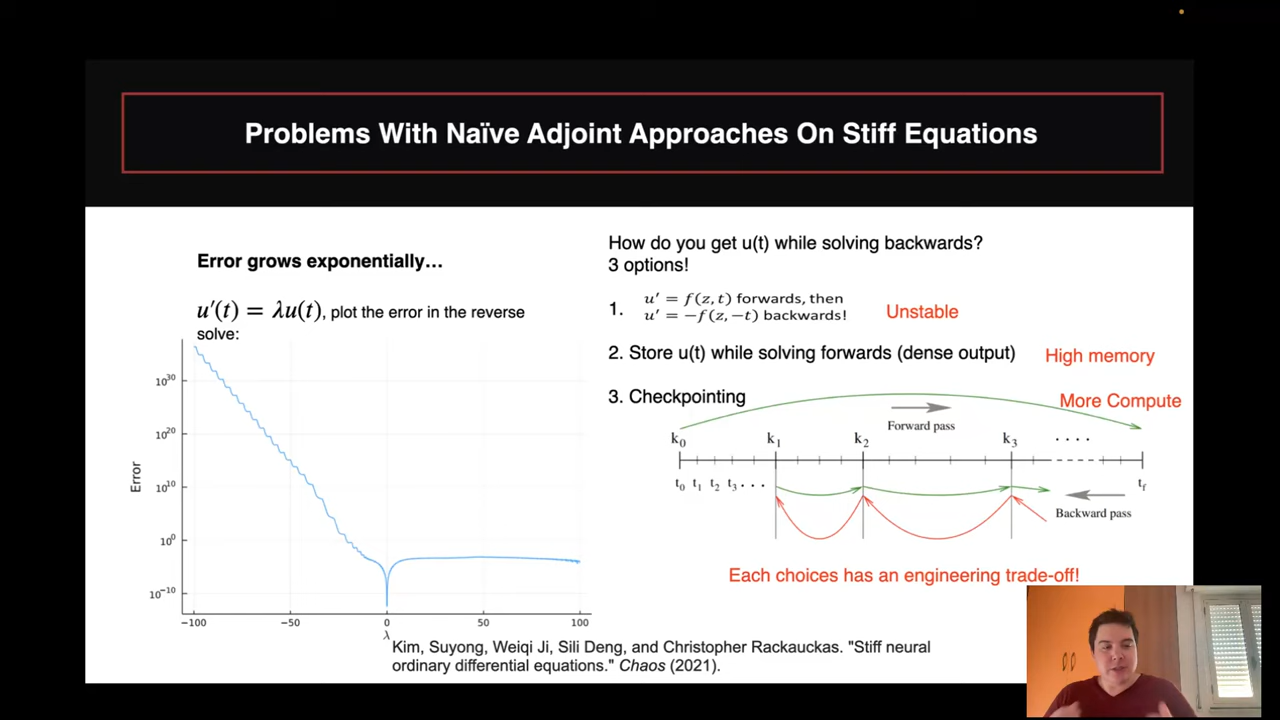 Problems With Naïve Adjoint Approaches On Stiff Equations
Error grows exponentially…
u′(t) = λu(t), plot the error in the reverse
solve:
10^30
10^20
10^10
10^0
10^-10
Error
-100
-50
0
50
100
λ
How do you get u(t) while solving backwards?
3 options!
1. u′ = f(z, t) forwards, then
u′ = −f(z, −t) backwards!
Unstable
2. Store u(t) while solving forwards (dense output)
High memory
3. Checkpointing
More Compute
Forward pass
k0 k1 k2 k3 ....
t0 t1 t2 t3 ... tf
Backward pass
Each choices has an engineering trade-off!
Kim, Suyong, Weiqi Ji, Sili Deng, and Christopher Rackauckas. "Stiff neural
ordinary differential equations." Chaos (2021).